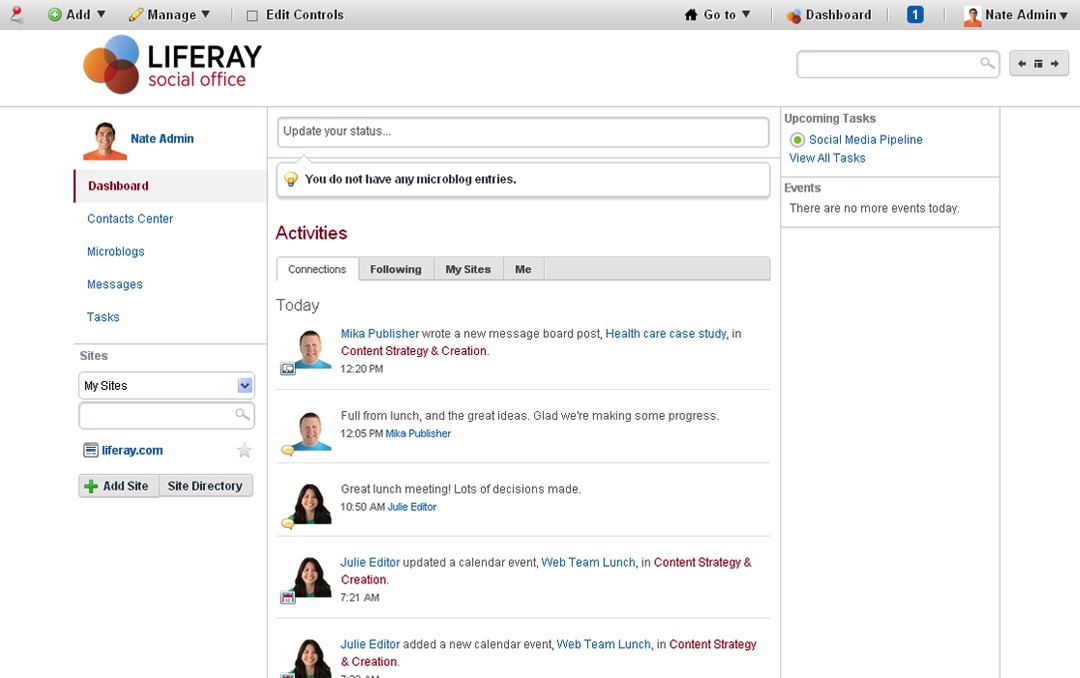 Add Manage Edit Controls Go to Dashboard 1 Nate Admin
LIFERAY
social office
Nate Admin
Dashboard
Contacts Center
Microblogs
Messages
Tasks
Sites
My Sites
liferay.com
Add Site Site Directory
Update your status...
You do not have any microblog entries.
Activities
Connections Following My Sites Me
Today
Mika Publisher wrote a new message board post, Health care case study, in
Content Strategy & Creation.
12:20 PM
Full from lunch, and the great ideas. Glad we're making some progress.
12:05 PM Mika Publisher
Great lunch meeting! Lots of decisions made.
10:50 AM Julie Editor
Julie Editor updated a calendar event, Web Team Lunch, in Content Strategy &
Creation.
7:21 AM
Julie Editor added a new calendar event, Web Team Lunch, in Content Strategy
& Creation.
Upcoming Tasks
Social Media Pipeline
View All Tasks
Events
There are no more events today.